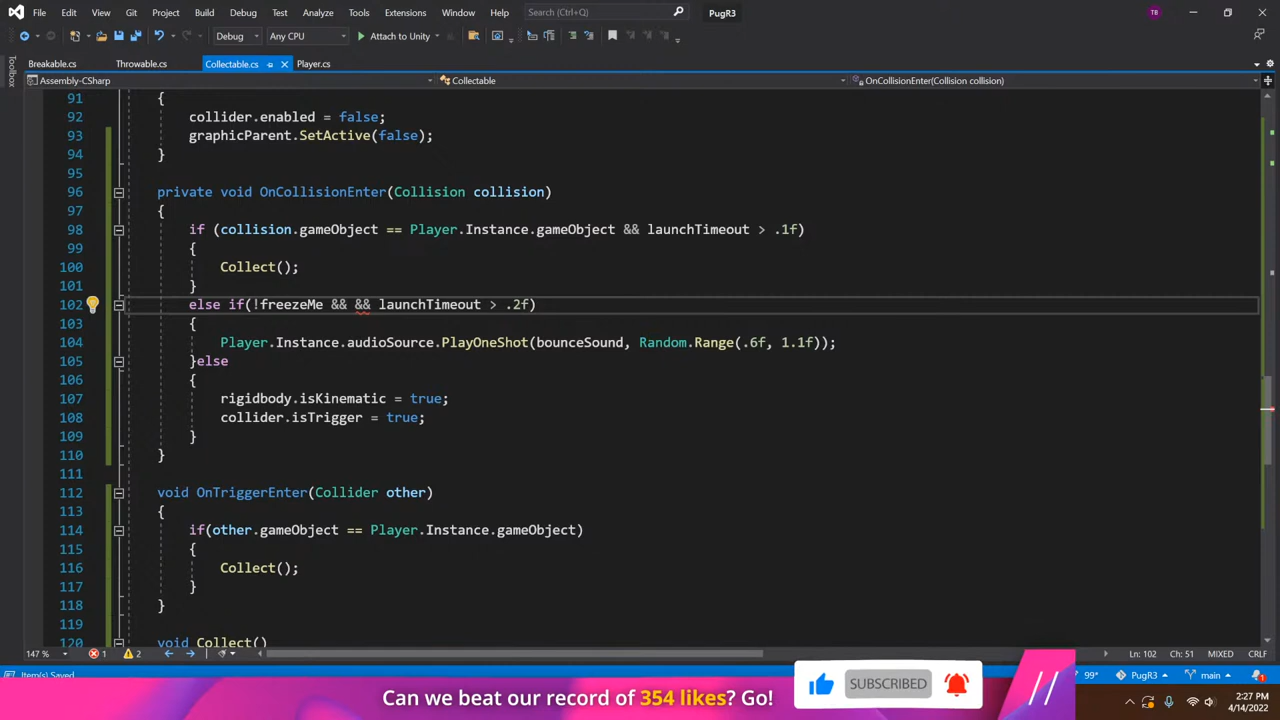 File Edit View Git Project Build Debug Test Analyze Tools Extensions Window Help Search (Ctrl+Q) PugR3 TB
Debug Any CPU Attach to Unity
Toolbox
Breakable.cs Throwable.cs Collectable.cs Player.cs
Assembly-CSharp Collectable OnCollisionEnter(Collision collision)
91 {
92 collider.enabled = false;
93 graphicParent.SetActive(false);
94 }
95
96 private void OnCollisionEnter(Collision collision)
97 {
98 if (collision.gameObject == Player.Instance.gameObject && launchTimeout > .1f)
99 {
100 Collect();
101 }
102 else if(!freezeMe && && launchTimeout > .2f)
103 {
104 Player.Instance.audioSource.PlayOneShot(bounceSound, Random.Range(.6f, 1.1f));
105 }else
106 {
107 rigidbody.isKinematic = true;
108 collider.isTrigger = true;
109 }
110 }
111
112 void OnTriggerEnter(Collider other)
113 {
114 if(other.gameObject == Player.Instance.gameObject)
115 {
116 Collect();
117 }
118 }
119
120 void Collect()
147 % 1 2 Ln: 102 Ch: 51 MIXED CRLF
Item(s) Saved 99* PugR3 main 1
Can we beat our record of 354 likes? Go! SUBSCRIBED //
2:27 PM
4/14/2022